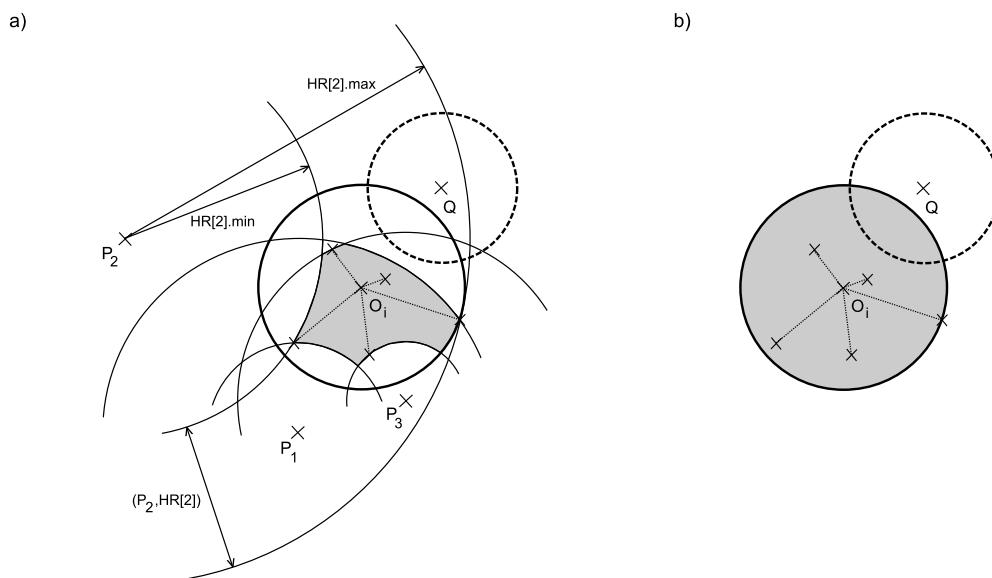 a)
b)
HR[2].max
HR[2].min
Q
Q
P2
Oi
Oi
P3
P1
(P2,HR[2])